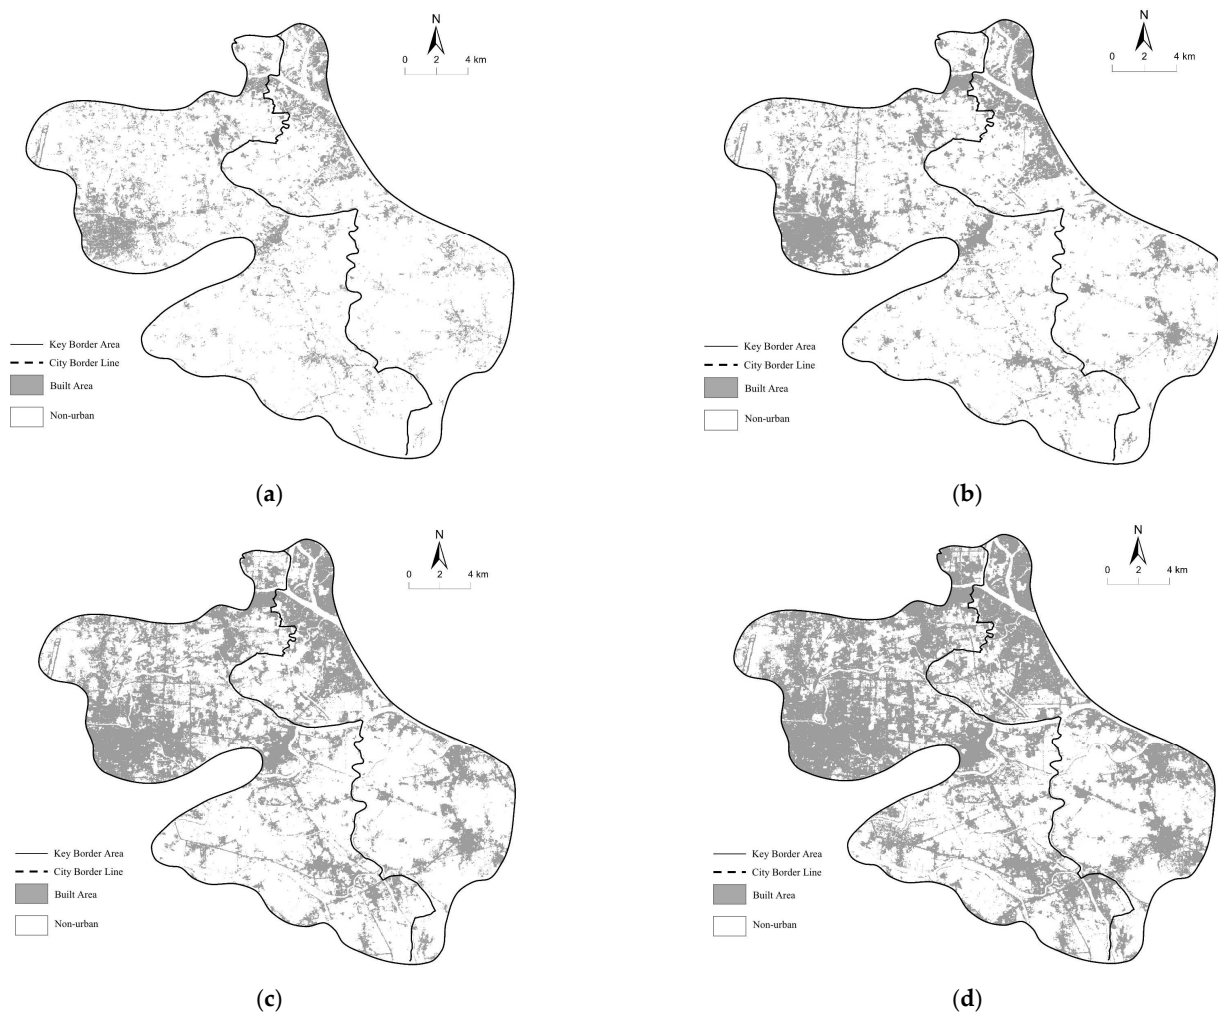 N
0 2 4 km
Key Border Area
City Border Line
Built Area
Non-urban
(a)
N
0 2 4 km
Key Border Area
City Border Line
Built Area
Non-urban
(b)
N
0 2 4 km
Key Border Area
City Border Line
Built Area
Non-urban
(c)
N
0 2 4 km
Key Border Area
City Border Line
Built Area
Non-urban
(d)